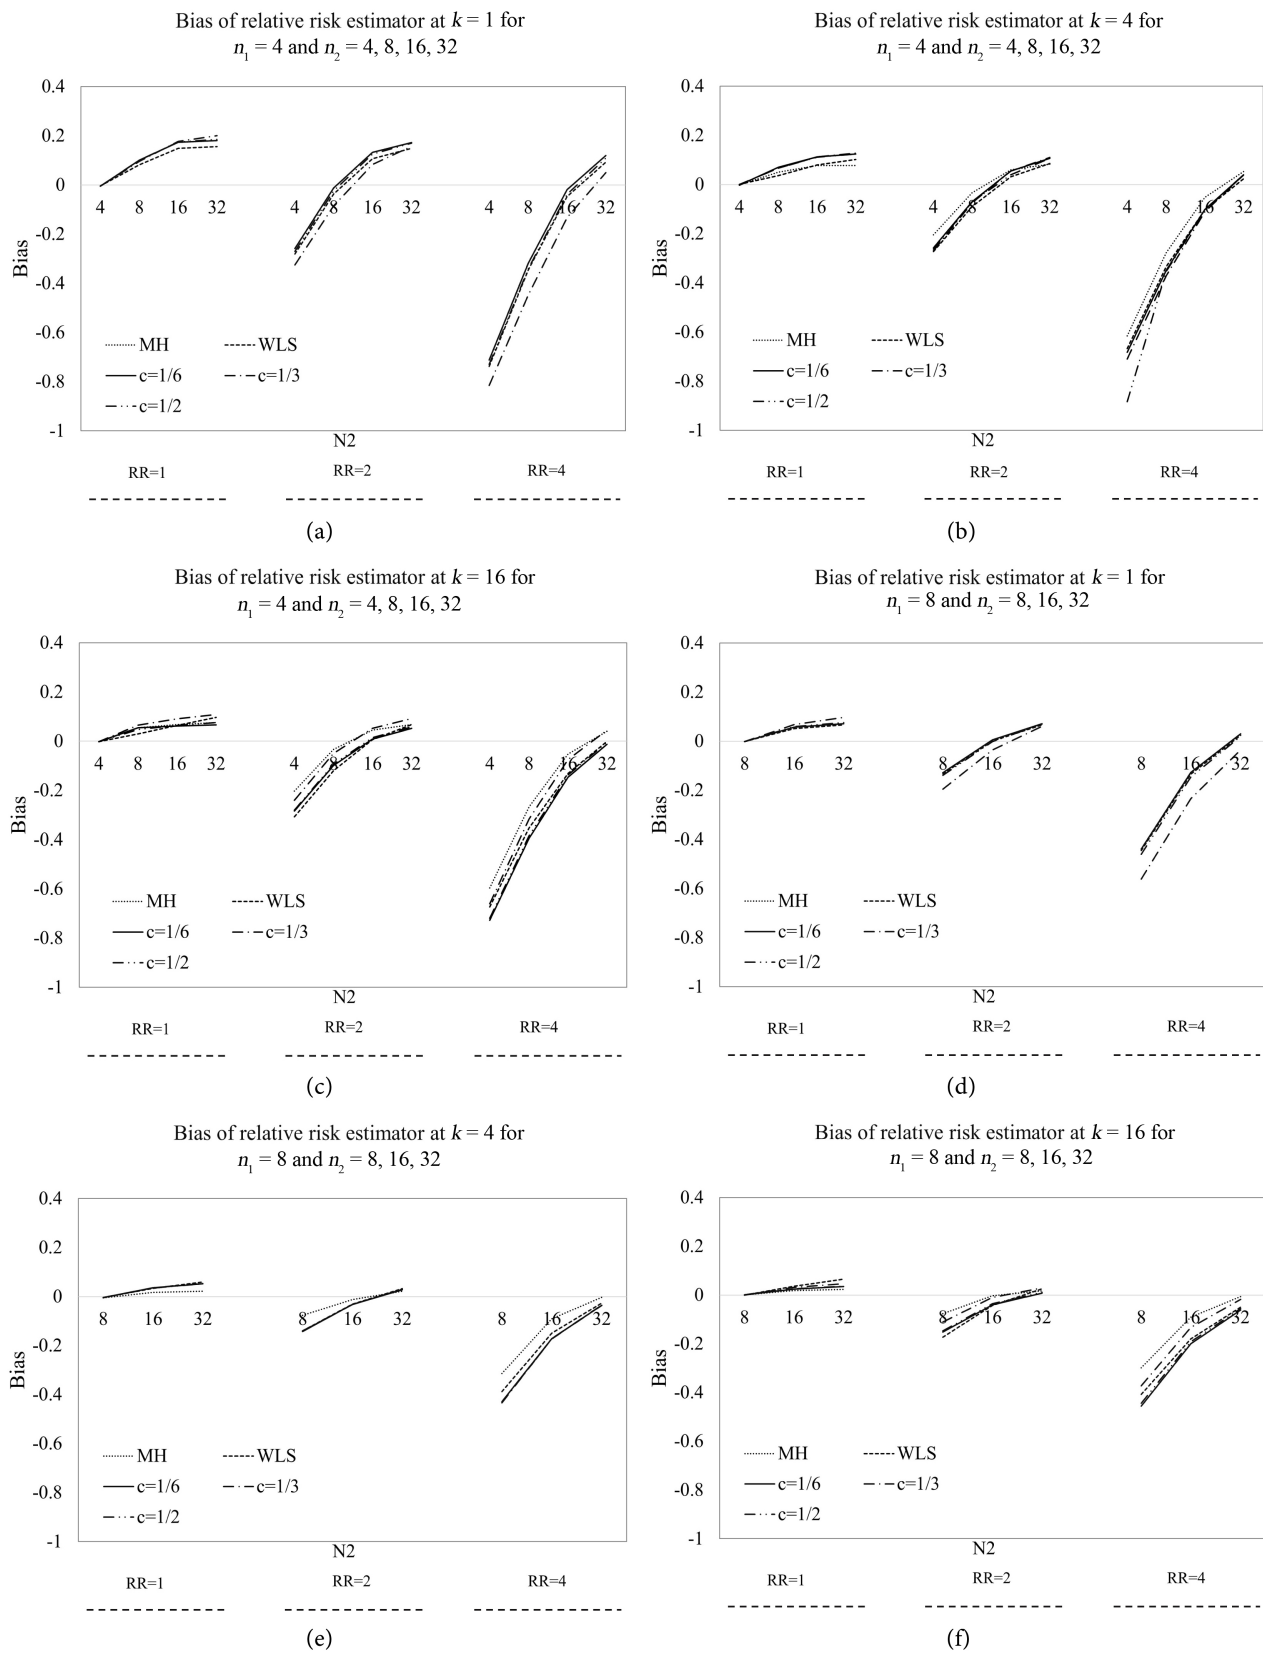 Bias of relative risk estimator at k = 1 for
n1 = 4 and n2 = 4, 8, 16, 32
0.4
0.2
0
-0.2
-0.4
-0.6
-0.8
-1
Bias
4 8 16 32
4 8 16 32
4 8 16 32
MH WLS
c=1/6 c=1/3
c=1/2
N2
RR=1 RR=2 RR=4
(a)
Bias of relative risk estimator at k = 4 for
n1 = 4 and n2 = 4, 8, 16, 32
0.4
0.2
0
-0.2
-0.4
-0.6
-0.8
-1
Bias
4 8 16 32
4 8 16 32
4 8 16 32
MH WLS
c=1/6 c=1/3
c=1/2
N2
RR=1 RR=2 RR=4
(b)
Bias of relative risk estimator at k = 16 for
n1 = 4 and n2 = 4, 8, 16, 32
0.4
0.2
0
-0.2
-0.4
-0.6
-0.8
-1
Bias
4 8 16 32
4 8 16 32
4 8 16 32
MH WLS
c=1/6 c=1/3
c=1/2
N2
RR=1 RR=2 RR=4
(c)
Bias of relative risk estimator at k = 1 for
n1 = 8 and n2 = 8, 16, 32
0.4
0.2
0
-0.2
-0.4
-0.6
-0.8
-1
Bias
8 16 32
8 16 32
8 16 32
MH WLS
c=1/6 c=1/3
c=1/2
N2
RR=1 RR=2 RR=4
(d)
Bias of relative risk estimator at k = 4 for
n1 = 8 and n2 = 8, 16, 32
0.4
0.2
0
-0.2
-0.4
-0.6
-0.8
-1
Bias
8 16 32
8 16 32
8 16 32
MH WLS
c=1/6 c=1/3
c=1/2
N2
RR=1 RR=2 RR=4
(e)
Bias of relative risk estimator at k = 16 for
n1 = 8 and n2 = 8, 16, 32
0.4
0.2
0
-0.2
-0.4
-0.6
-0.8
-1
Bias
8 16 32
8 16 32
8 16 32
MH WLS
c=1/6 c=1/3
c=1/2
N2
RR=1 RR=2 RR=4
(f)